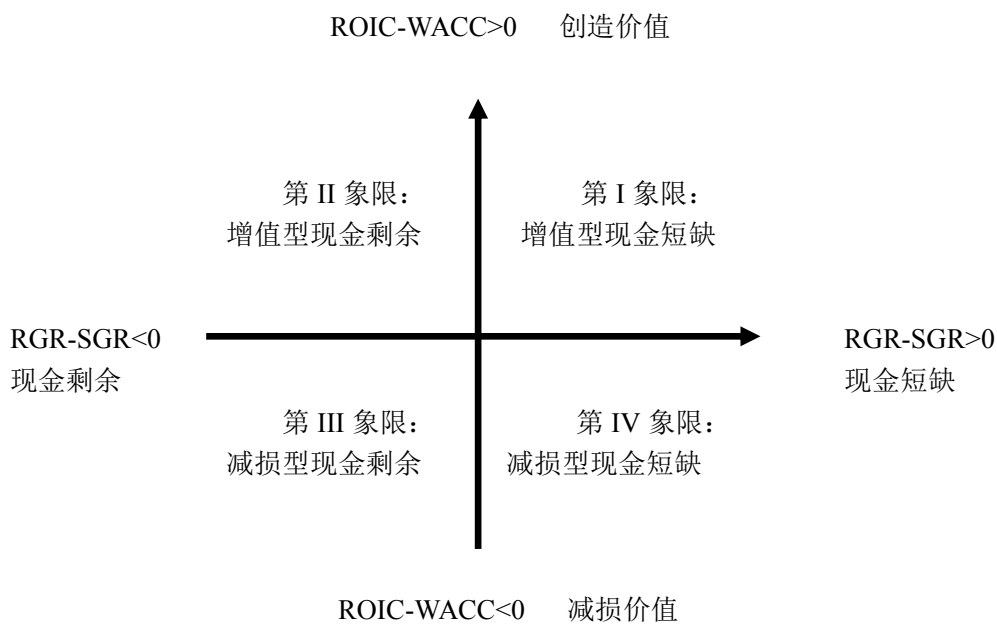 ROIC-WACC>0 创造价值
第 II 象限：
增值型现金剩余
第 I 象限：
增值型现金短缺
RGR-SGR<0
现金剩余
RGR-SGR>0
现金短缺
第 III 象限：
减损型现金剩余
第 IV 象限：
减损型现金短缺
ROIC-WACC<0 减损价值